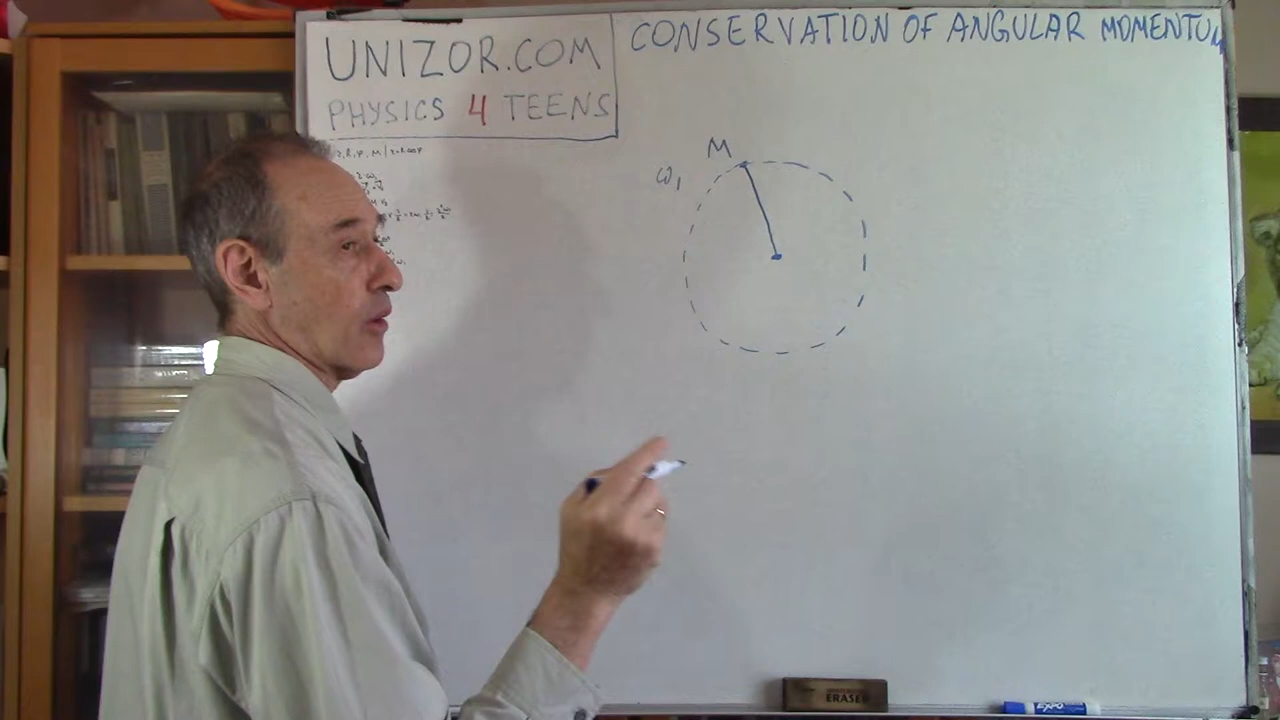 UNIZOR.COM
PHYSICS 4 TEENS
CONSERVATION OF ANGULAR MOMENTUM
M
ω₁
ERASER
EXPO